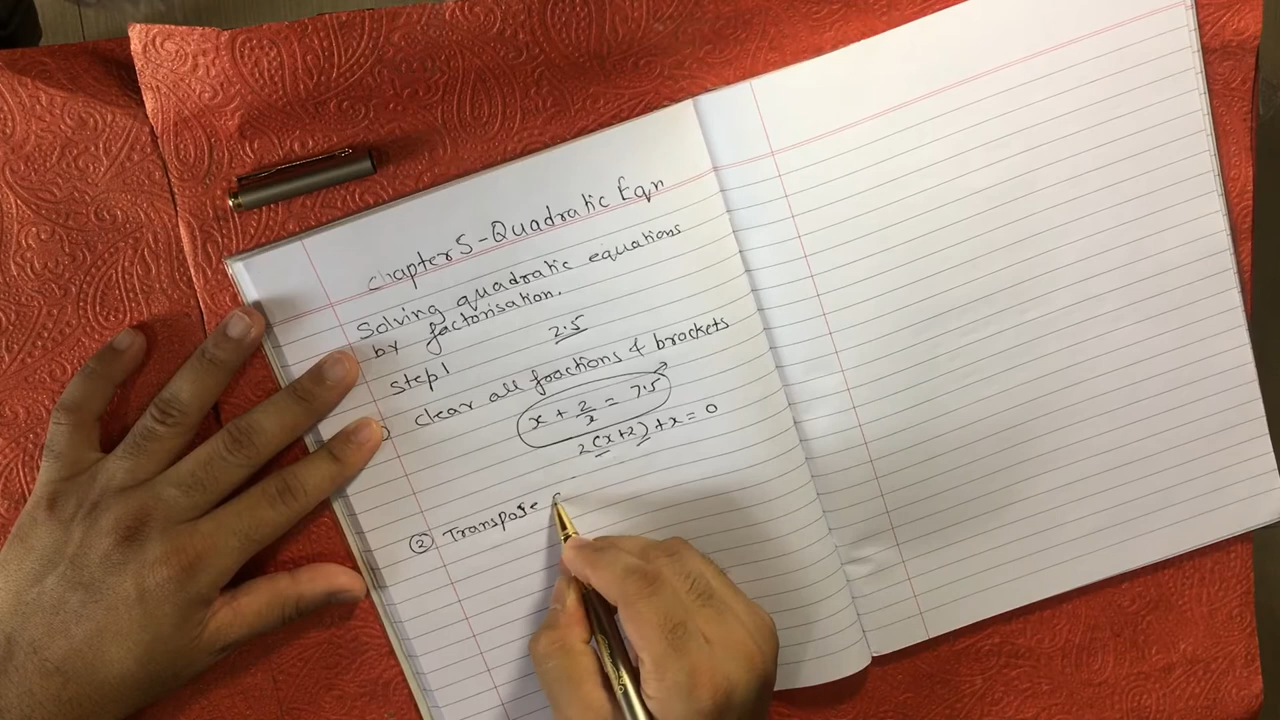 Chapter 5 - Quadratic Eqn
Solving quadratic equations
by factorisation.
2.5
step 1
clear all fractions & brackets
x + 2/x = 7.5
2(x+2) + x = 0
② Transpose